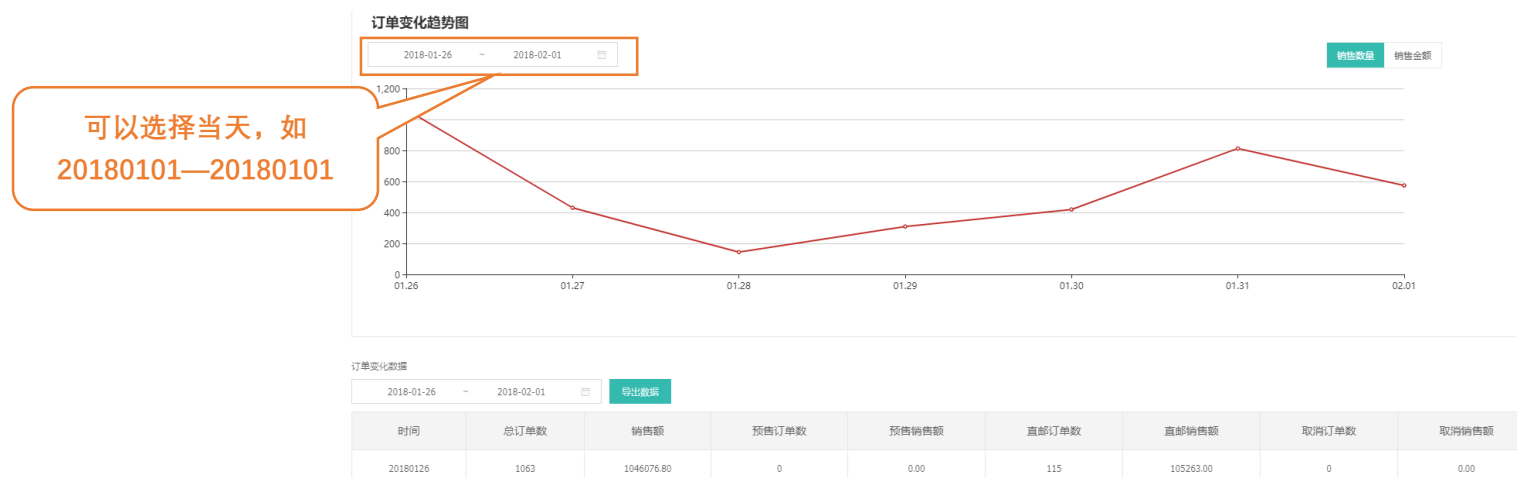 订单变化趋势图
2018-01-26 ~ 2018-02-01
销售数量 销售金额
可以选择当天，如
20180101—20180101
1,200
800
600
400
200
0
01.26 01.27 01.28 01.29 01.30 01.31 02.01
订单变化数据
2018-01-26 ~ 2018-02-01 导出数据
时间 总订单数 销售额 预售订单数 预售销售额 直邮订单数 直邮销售额 取消订单数 取消销售额
20180126 1063 1046076.80 0 0.00 115 105263.00 0 0.00